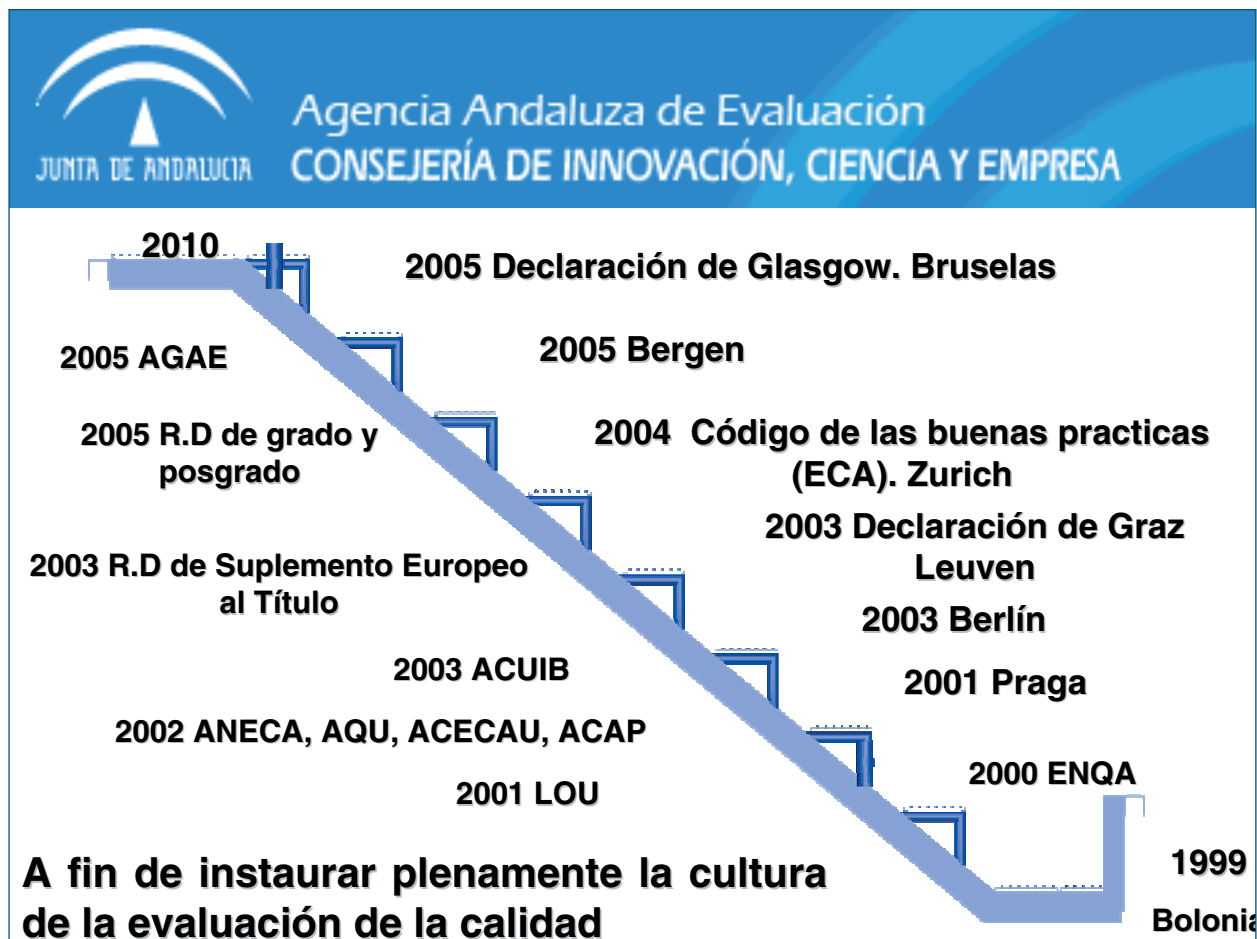 JUNTA DE ANDALUCIA
Agencia Andaluza de Evaluación
CONSEJERÍA DE INNOVACIÓN, CIENCIA Y EMPRESA
2010
2005 Declaración de Glasgow. Bruselas
2005 AGAE
2005 Bergen
2005 R.D de grado y
posgrado
2004 Código de las buenas practicas
(ECA). Zurich
2003 Declaración de Graz
Leuven
2003 R.D de Suplemento Europeo
al Título
2003 Berlín
2003 ACUIB
2001 Praga
2002 ANECA, AQU, ACECAU, ACAP
2000 ENQA
2001 LOU
A fin de instaurar plenamente la cultura
de la evaluación de la calidad
1999
Bolonia